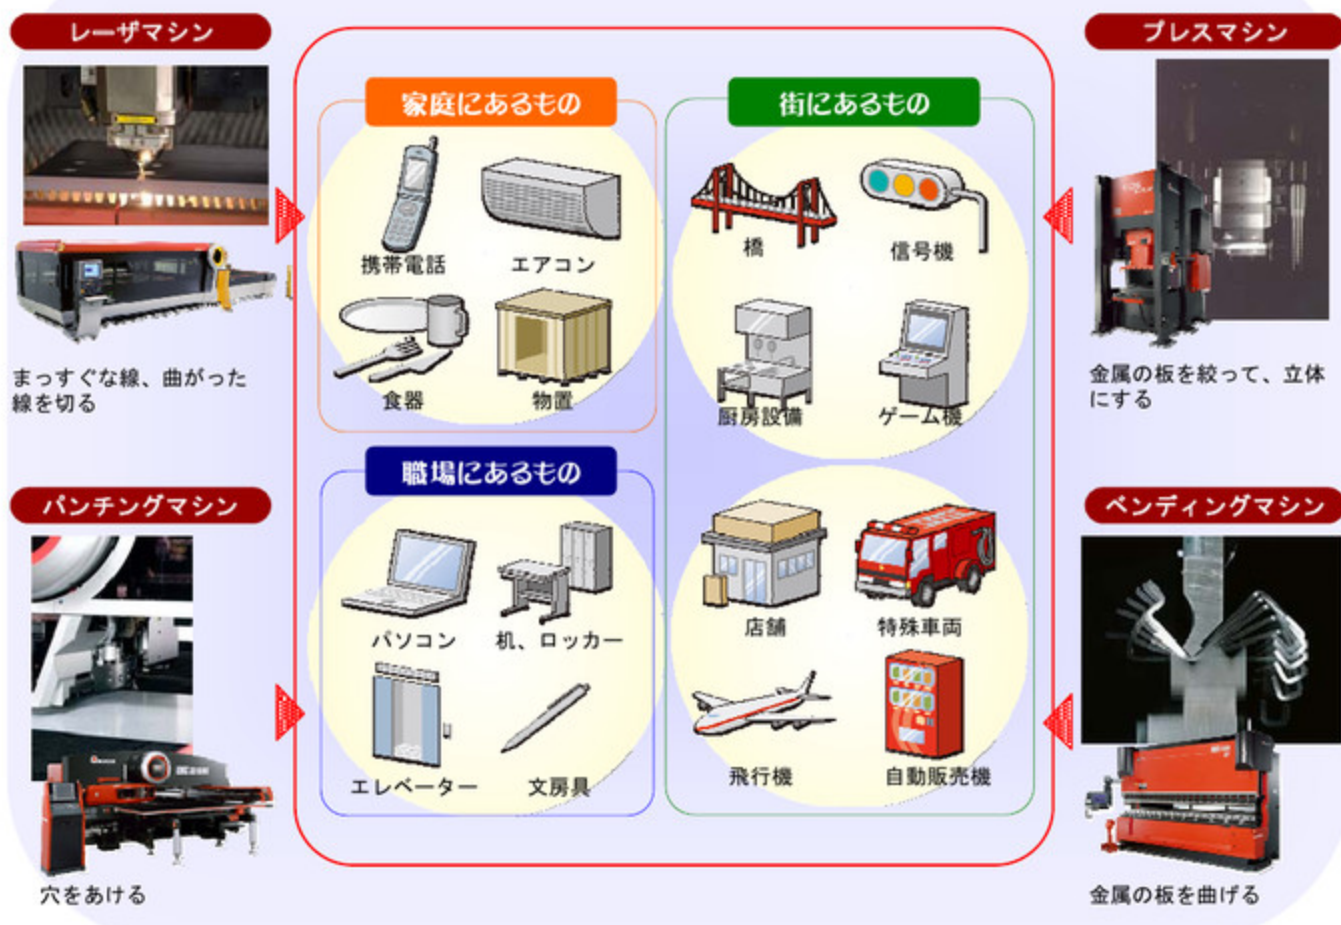 レーザマシン
まっすぐな線、曲がった
線を切る
パンチングマシン
穴をあける
家庭にあるもの
携帯電話
エアコン
食器
物置
職場にあるもの
パソコン
机、ロッカー
エレベーター
文房具
街にあるもの
橋
信号機
厨房設備
ゲーム機
店舗
特殊車両
飛行機
自動販売機
プレスマシン
金属の板を絞って、立体
にする
ベンディングマシン
金属の板を曲げる